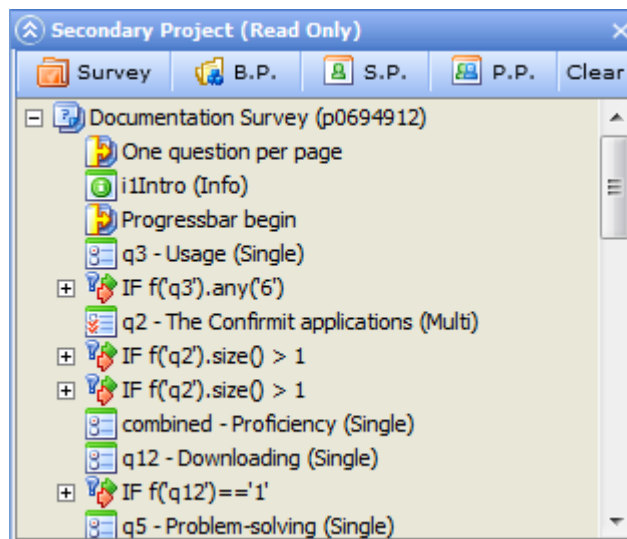 Secondary Project (Read Only)
Survey B.P. S.P. P.P. Clear
Documentation Survey (p0694912)
One question per page
i1Intro (Info)
Progressbar begin
q3 - Usage (Single)
IF f('q3').any('6')
q2 - The Confirmit applications (Multi)
IF f('q2').size() > 1
IF f('q2').size() > 1
combined - Proficiency (Single)
q12 - Downloading (Single)
IF f('q12')=='1'
q5 - Problem-solving (Single)